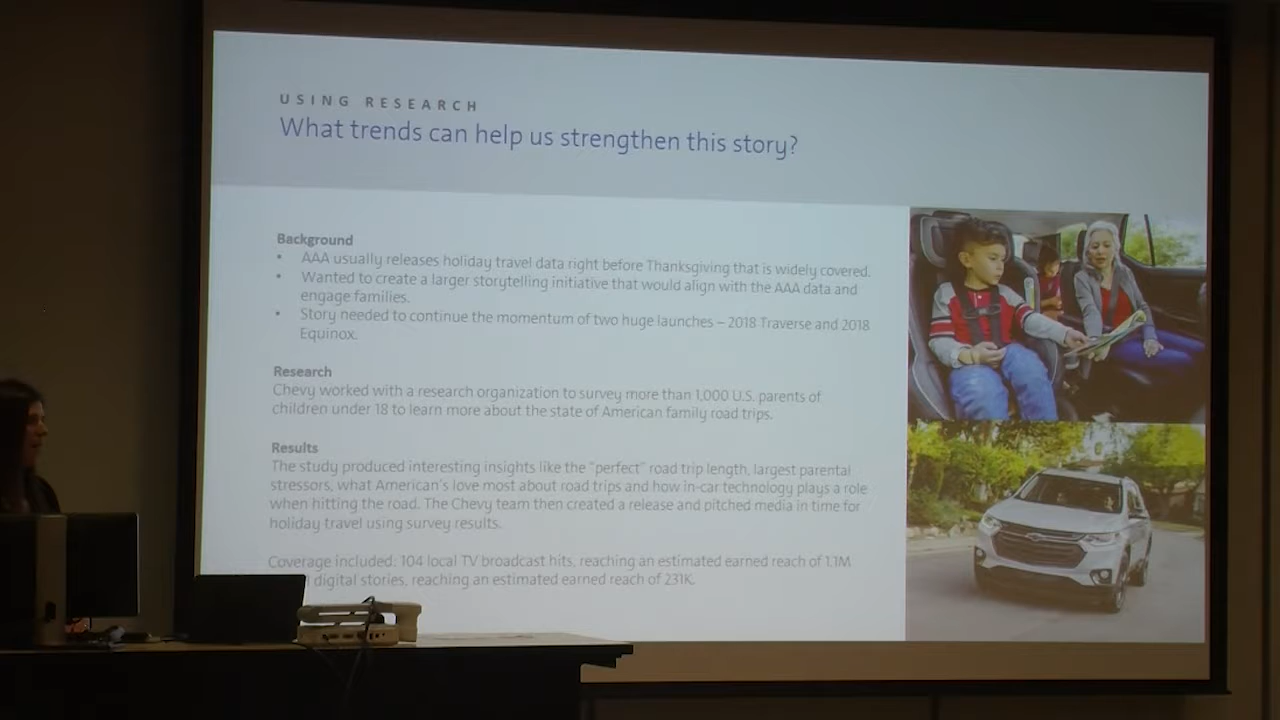 USING RESEARCH
What trends can help us strengthen this story?
Background
• AAA usually releases holiday travel data right before Thanksgiving that is widely covered.
• Wanted to create a larger storytelling initiative that would align with the AAA data and
engage families.
• Story needed to continue the momentum of two huge launches – 2018 Traverse and 2018
Equinox.
Research
Chevy worked with a research organization to survey more than 1,000 U.S. parents of
children under 18 to learn more about the state of American family road trips.
Results
The study produced interesting insights like the "perfect" road trip length, largest parental
stressors, what American's love most about road trips and how in-car technology plays a role
when hitting the road. The Chevy team then created a release and pitched media in time for
holiday travel using survey results.
Coverage included: 104 local TV broadcast hits, reaching an estimated earned reach of 1.1M
digital stories, reaching an estimated earned reach of 231K.